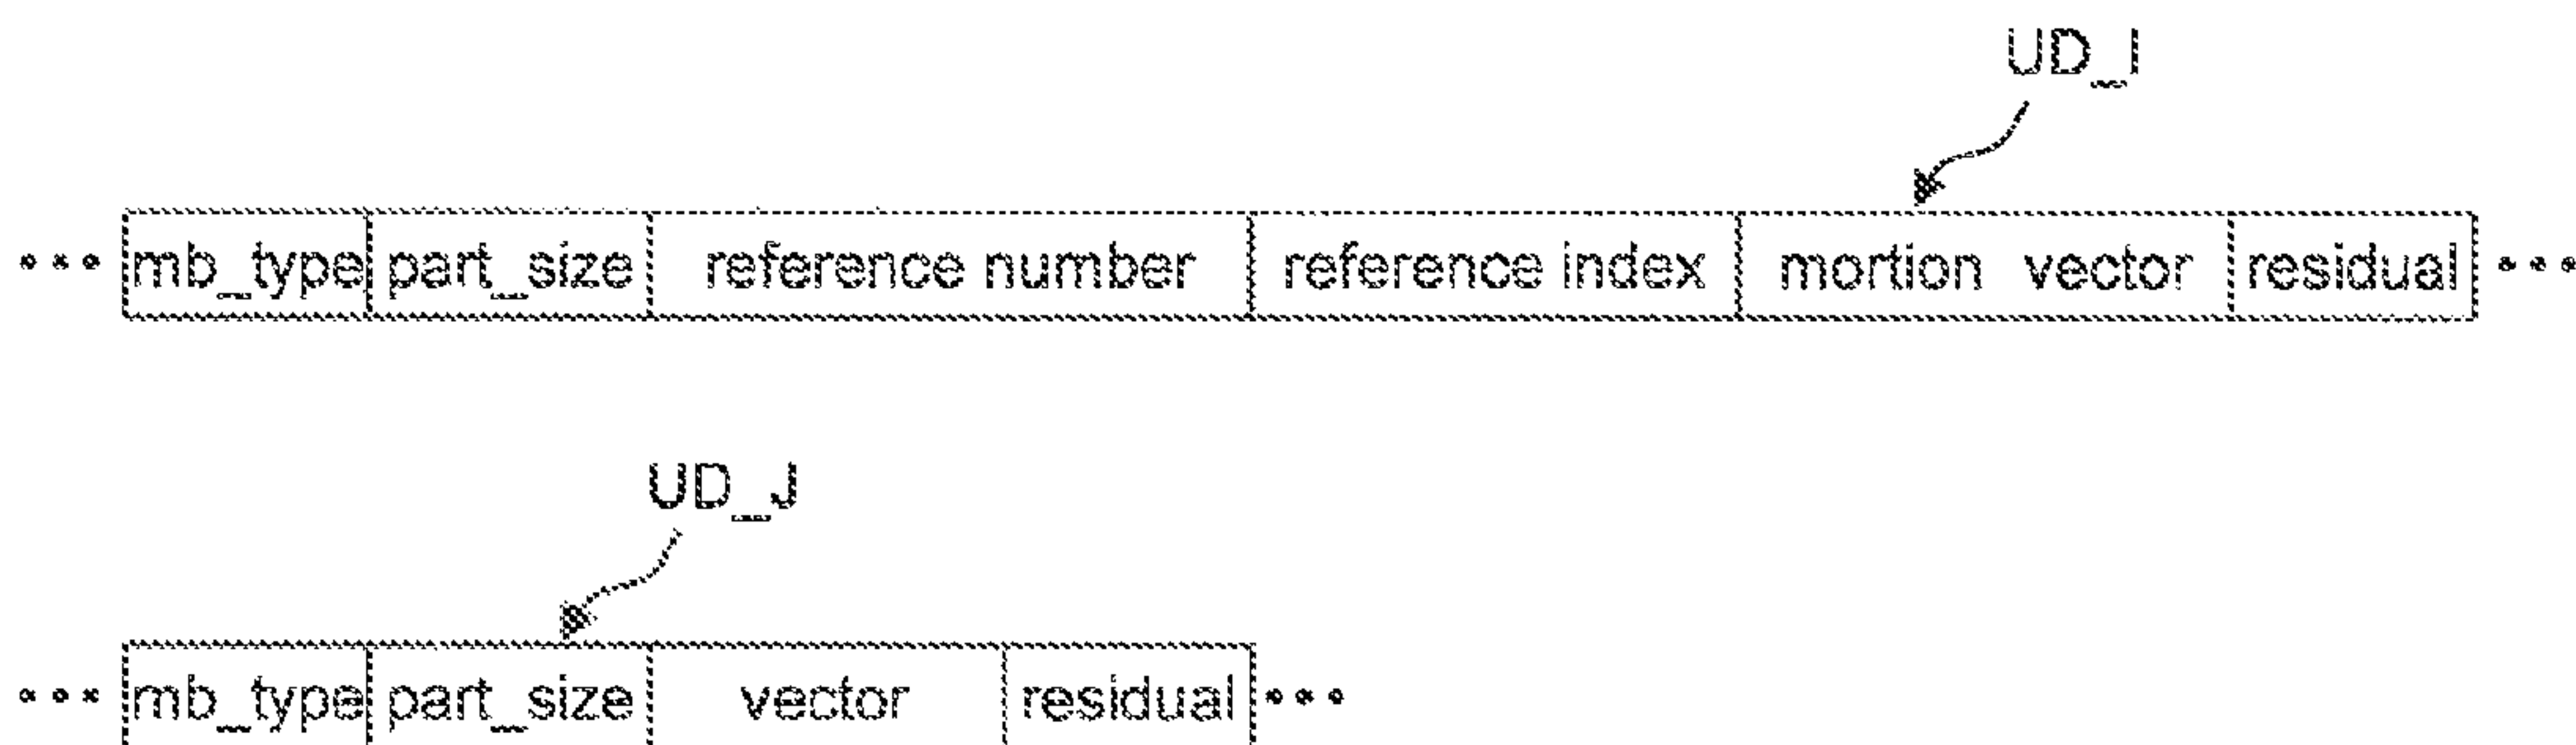 UD_I
••• mb_type part_size reference number reference index mortion vector residual •••
UD_J
••• mb_type part_size vector residual •••